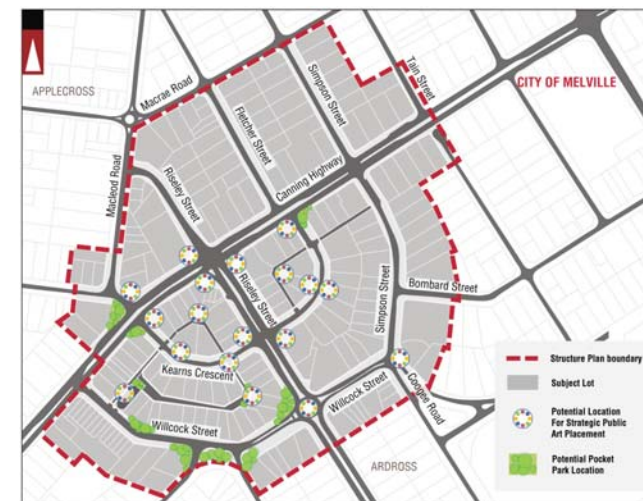 Macrae Road
APPLECROSS
Fletcher Street
Simpson Street
Tain Street
CITY OF MELVILLE
Macleod Road
Riseley Street
Canning Highway
Riseley Street
Simpson Street
Bombard Street
Kearns Crescent
Willcock Street
Willcock Street
Coogee Road
ARDROSS
Structure Plan boundary
Subject Lot
Potential Location
For Strategic Public
Art Placement
Potential Pocket
Park Location